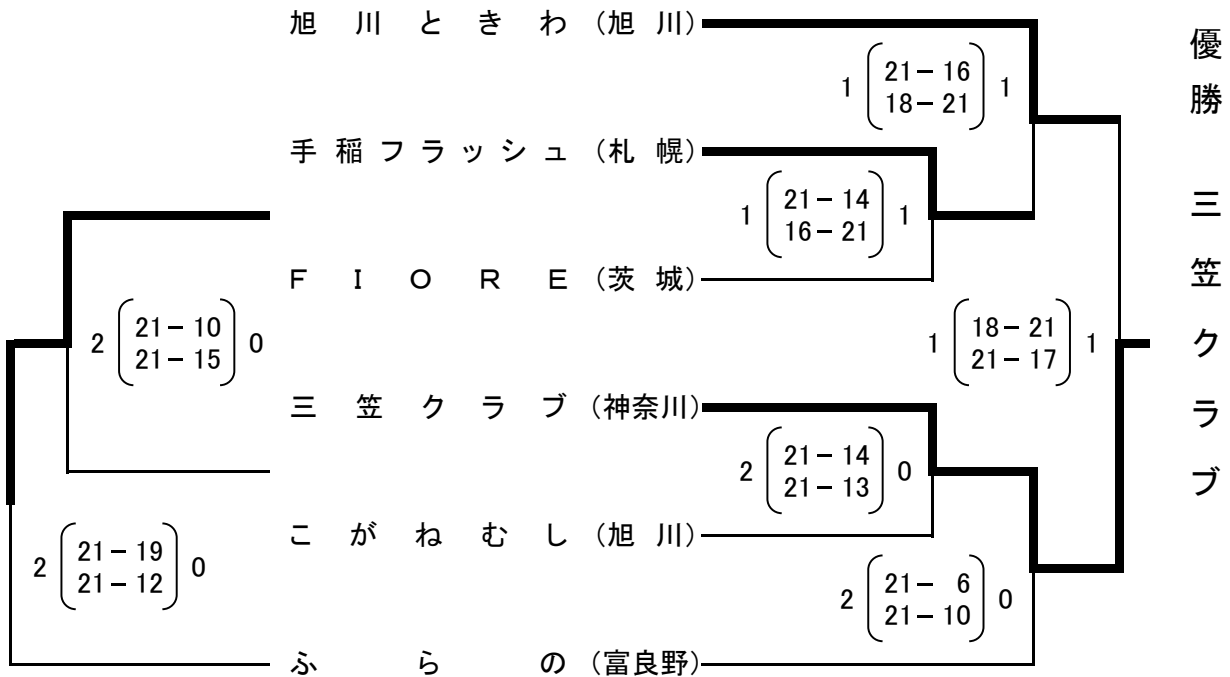 旭川ときわ(旭川)
1 21-16 1
18-21
手稲フラッシュ(札幌)
1 21-14 1
16-21
FIORE(茨城)
2 21-10 0
21-15
1 18-21 1
21-17
三笠クラブ(神奈川)
2 21-14 0
21-13
こがねむし(旭川)
2 21-19 0
21-12
2 21- 6 0
21-10
ふらの(富良野)
優勝 三笠クラブ